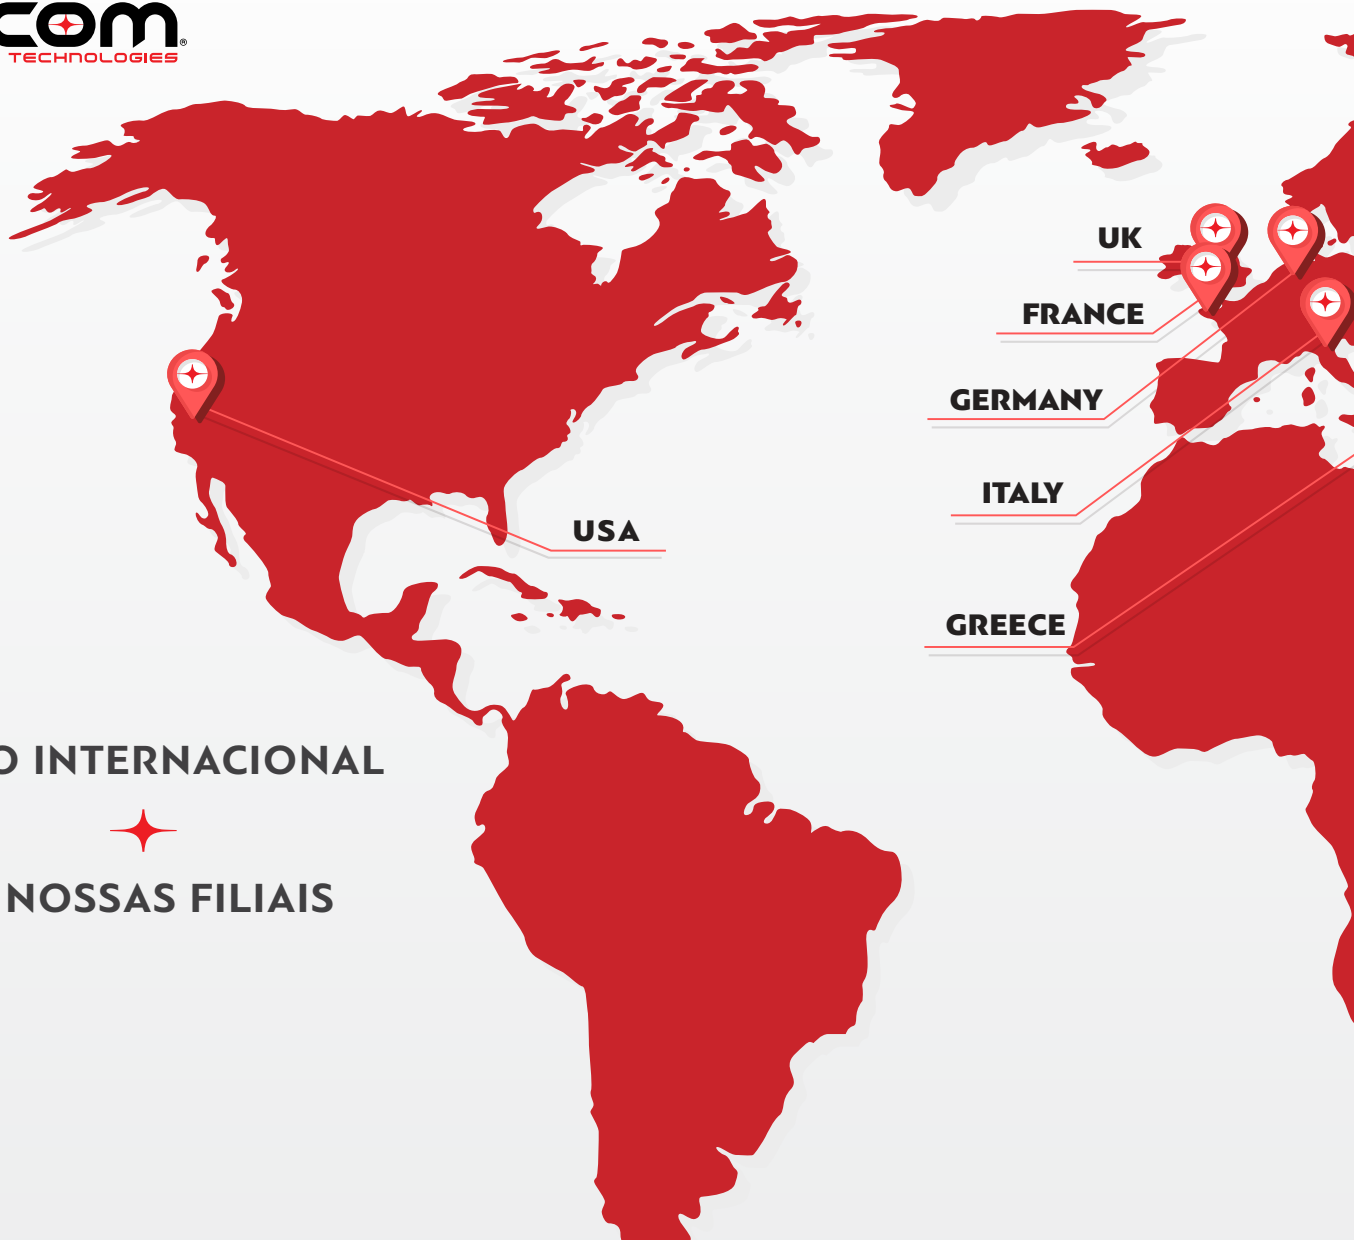 COM®
TECHNOLOGIES
UK
FRANCE
GERMANY
ITALY
USA
GREECE
O INTERNACIONAL
NOSSAS FILIAIS